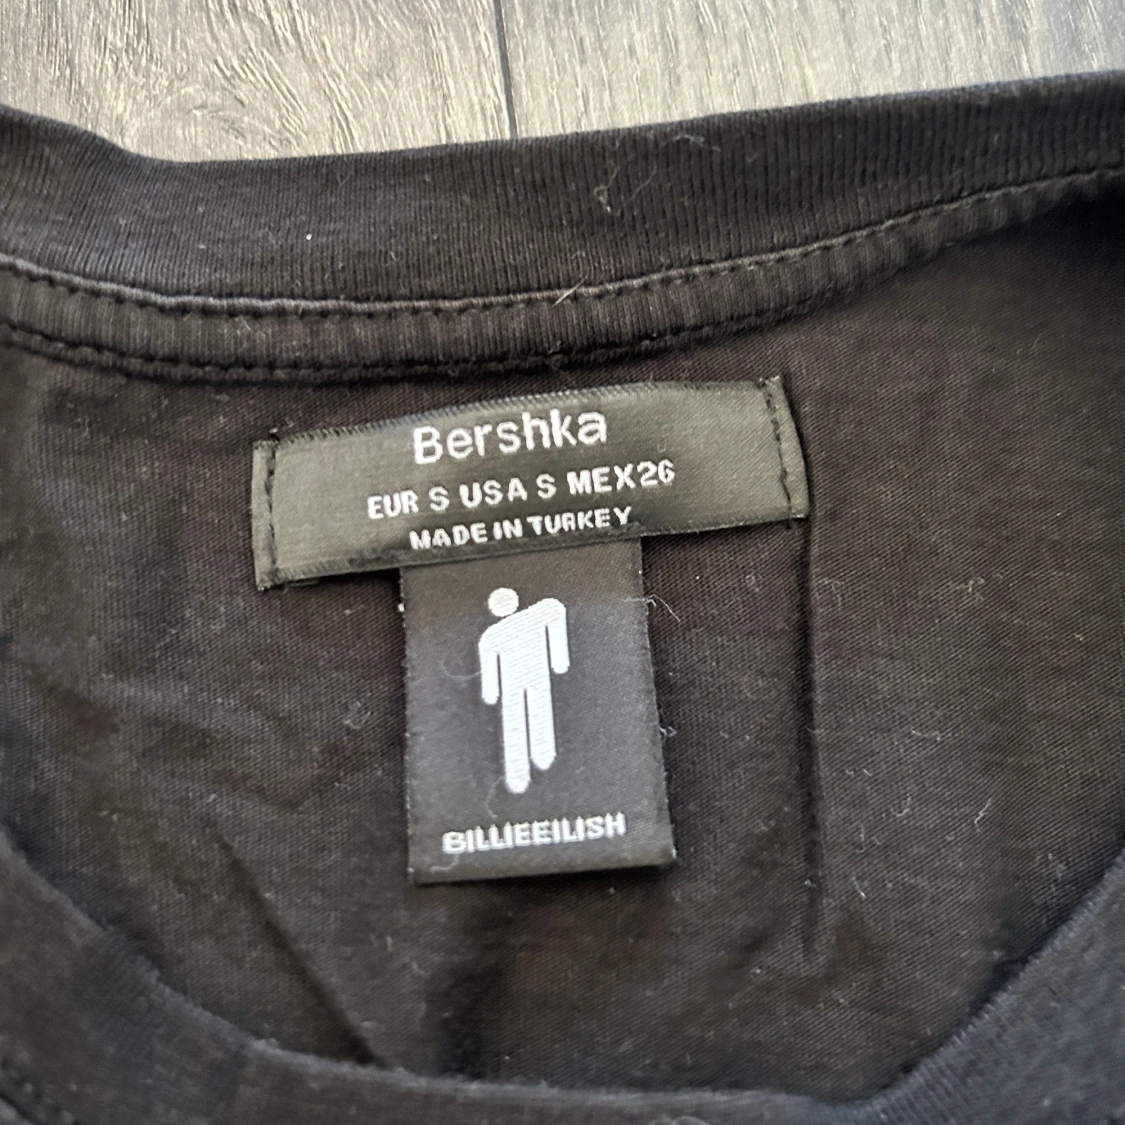 Bershka
EUR S USA S MEX26
MADE IN TURKEY
BILLIEEILISH